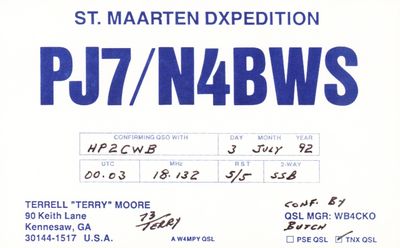 ST. MAARTEN DXPEDITION
PJ7/N4BWS
CONFIRMING QSO WITH DAY MONTH YEAR
HP2CWB 3 JULY 92
UTC MHz RST 2-WAY
00.03 18.132 5/5 SSB
TERRELL "TERRY" MOORE
90 Keith Lane
Kennesaw, GA
30144-1517 U.S.A.
73
TERRY
A W4MPY QSL
CONF. BY
QSL MGR: WB4CKO
BUTCH
PSE QSL TNX QSL